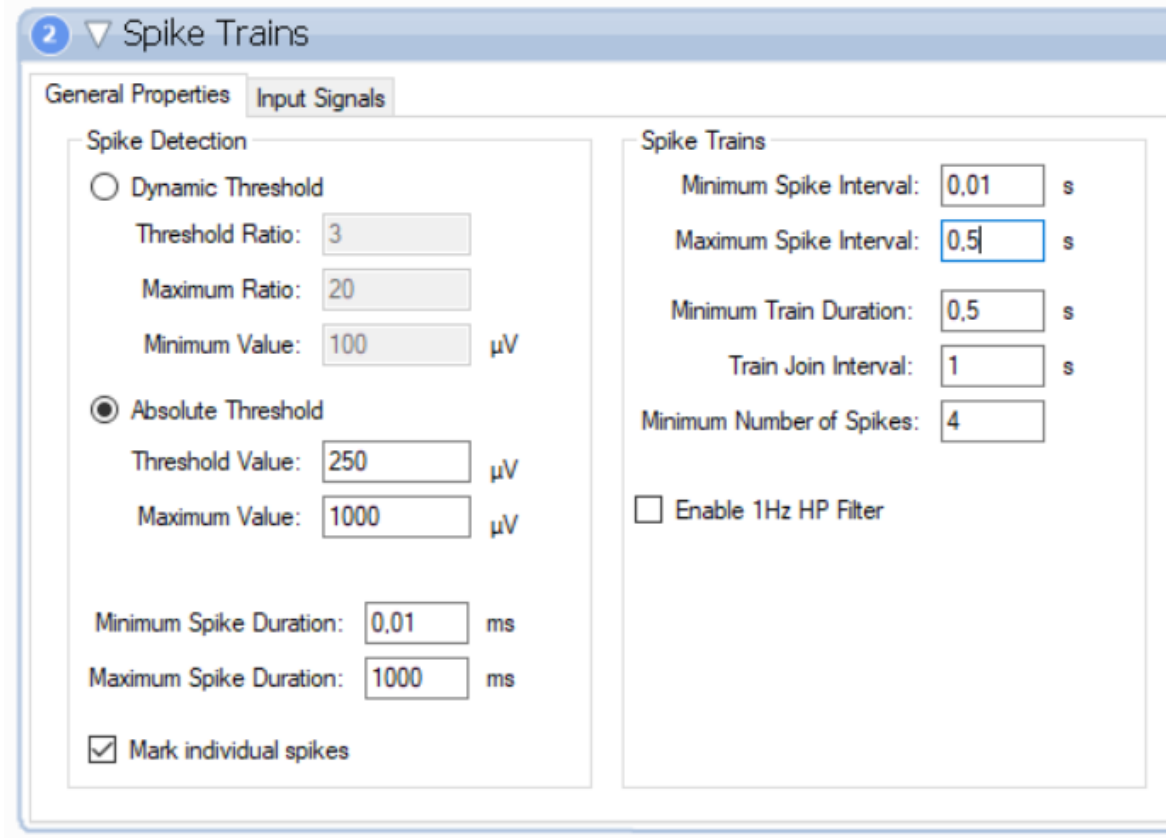 2 Spike Trains
General Properties Input Signals
Spike Detection
Dynamic Threshold
Threshold Ratio: 3
Maximum Ratio: 20
Minimum Value: 100 µV
Absolute Threshold
Threshold Value: 250 µV
Maximum Value: 1000 µV
Minimum Spike Duration: 0,01 ms
Maximum Spike Duration: 1000 ms
Mark individual spikes
Spike Trains
Minimum Spike Interval: 0,01 s
Maximum Spike Interval: 0,5 s
Minimum Train Duration: 0,5 s
Train Join Interval: 1 s
Minimum Number of Spikes: 4
Enable 1Hz HP Filter